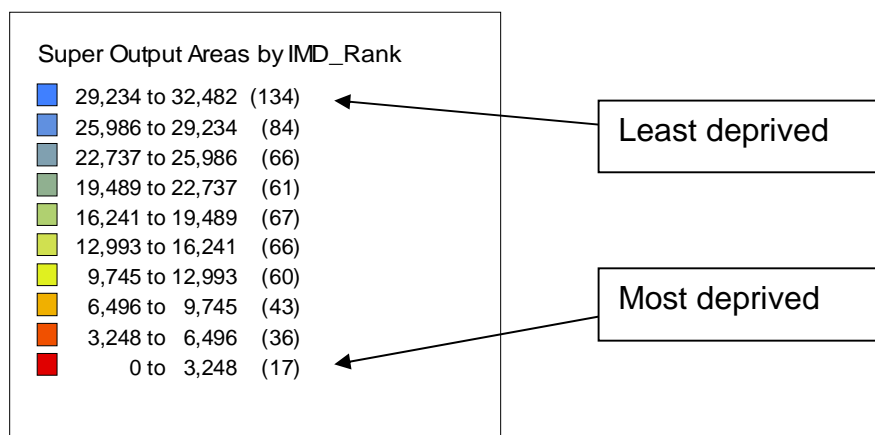 Super Output Areas by IMD_Rank
29,234 to 32,482 (134)
25,986 to 29,234 (84)
22,737 to 25,986 (66)
19,489 to 22,737 (61)
16,241 to 19,489 (67)
12,993 to 16,241 (66)
9,745 to 12,993 (60)
6,496 to 9,745 (43)
3,248 to 6,496 (36)
0 to 3,248 (17)
Least deprived
Most deprived